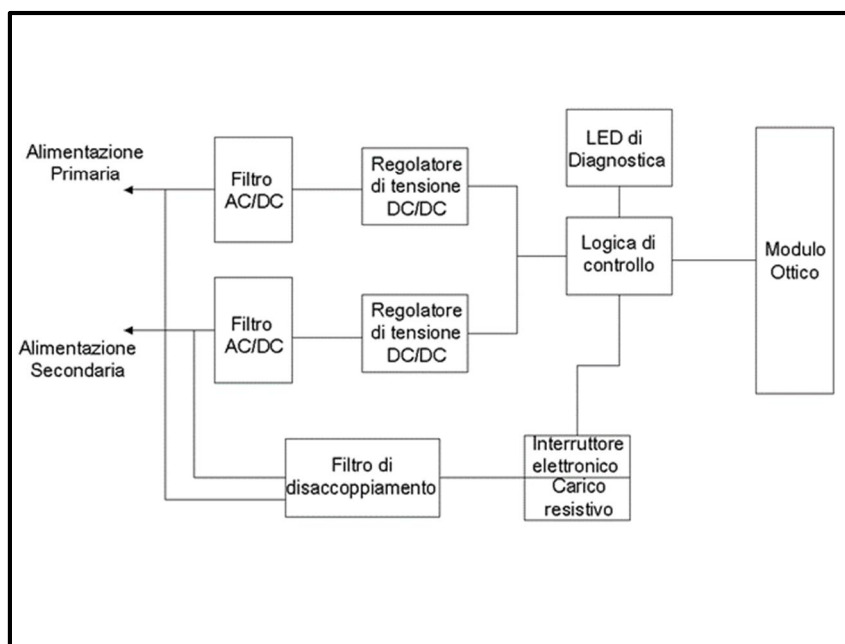 Alimentazione
Primaria
Filtro
AC/DC
Regolatore
di tensione
DC/DC
LED di
Diagnostica
Logica di
controllo
Modulo
Ottico
Alimentazione
Secondaria
Filtro
AC/DC
Regolatore
di tensione
DC/DC
Filtro di
disaccoppiamento
Interruttore
elettronico
Carico
resistivo